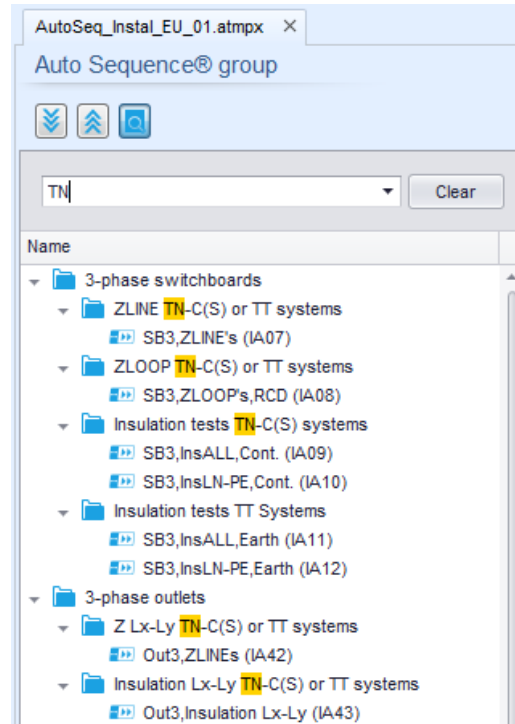 AutoSeq_Instal_EU_01.atmpx
Auto Sequence® group
TN
Clear
Name
3-phase switchboards
ZLINE TN-C(S) or TT systems
SB3,ZLINE's (IA07)
ZLOOP TN-C(S) or TT systems
SB3,ZLOOP's,RCD (IA08)
Insulation tests TN-C(S) systems
SB3,InsALL,Cont. (IA09)
SB3,InsLN-PE,Cont. (IA10)
Insulation tests TT Systems
SB3,InsALL,Earth (IA11)
SB3,InsLN-PE,Earth (IA12)
3-phase outlets
Z Lx-Ly TN-C(S) or TT systems
Out3,ZLINEs (IA42)
Insulation Lx-Ly TN-C(S) or TT systems
Out3,Insulation Lx-Ly (IA43)